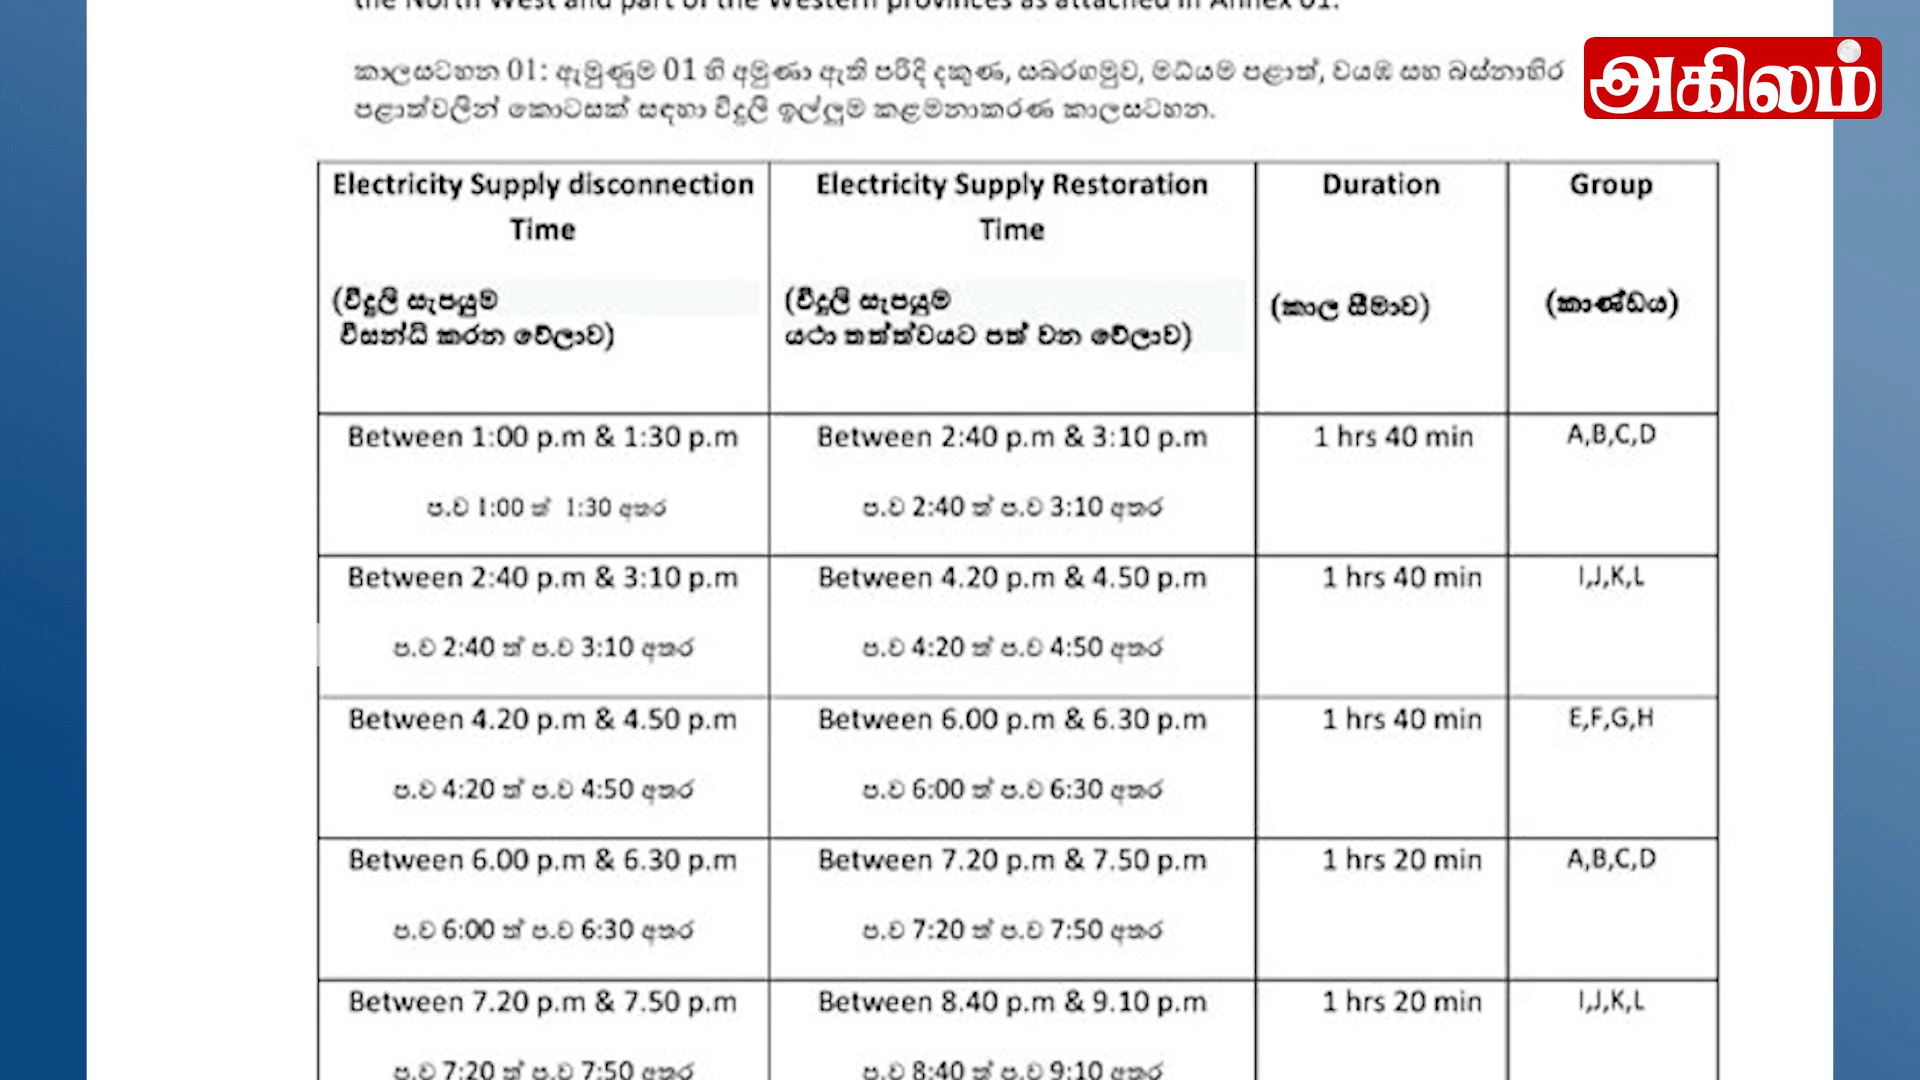 the North West and part of the Western provinces as attached in Annex 01.
කාලසටහන 01: ඇමුණුම 01 හි අමුණා ඇති පරිදි දකුණ, සබරගමුව, මධ්‍යම පළාත්, වයඹ සහ බස්නාහිර
පළාත්වලින් කොටසක් සඳහා විදුලි ඉල්ලුම කළමනාකරණ කාලසටහන.
அகிலம்
Electricity Supply disconnection
Time
(විදුලි සැපයුම
විසන්ධි කරන වේලාව)
Electricity Supply Restoration
Time
(විදුලි සැපයුම
යථා තත්ත්වයට පත් වන වේලාව)
Duration
(කාල සීමාව)
Group
(කාණ්ඩය)
Between 1:00 p.m & 1:30 p.m
ප.ව 1:00 ත් 1:30 අතර
Between 2:40 p.m & 3:10 p.m
ප.ව 2:40 ත් ප.ව 3:10 අතර
1 hrs 40 min
A,B,C,D
Between 2:40 p.m & 3:10 p.m
ප.ව 2:40 ත් ප.ව 3:10 අතර
Between 4.20 p.m & 4.50 p.m
ප.ව 4:20 ත් ප.ව 4:50 අතර
1 hrs 40 min
I,J,K,L
Between 4.20 p.m & 4.50 p.m
ප.ව 4:20 ත් ප.ව 4:50 අතර
Between 6.00 p.m & 6.30 p.m
ප.ව 6:00 ත් ප.ව 6:30 අතර
1 hrs 40 min
E,F,G,H
Between 6.00 p.m & 6.30 p.m
ප.ව 6:00 ත් ප.ව 6:30 අතර
Between 7.20 p.m & 7.50 p.m
ප.ව 7:20 ත් ප.ව 7:50 අතර
1 hrs 20 min
A,B,C,D
Between 7.20 p.m & 7.50 p.m
ප.ව 7:20 ත් ප.ව 7:50 අතර
Between 8.40 p.m & 9.10 p.m
ප.ව 8:40 ත් ප.ව 9:10 අතර
1 hrs 20 min
I,J,K,L